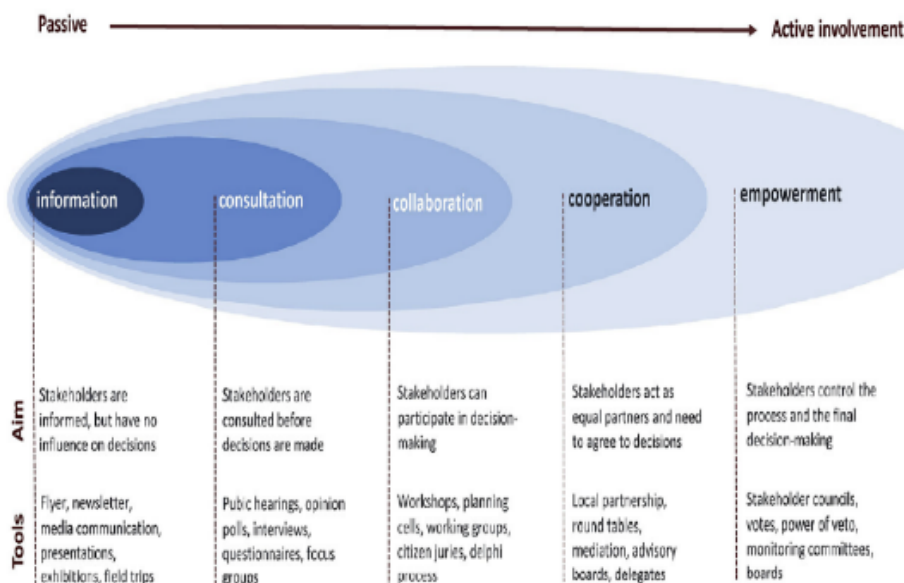 Passive
Active involvement
information
consultation
collaboration
cooperation
empowerment
Aim
Stakeholders are
informed, but have no
influence on decisions
Stakeholders are
consulted before
decisions are made
Stakeholders can
participate in decision-
making
Stakeholders act as
equal partners and need
to agree to decisions
Stakeholders control the
process and the final
decision-making
Tools
Flyer, newsletter,
media communication,
presentations,
exhibitions, field trips
Pubic hearings, opinion
polls, interviews,
questionnaires, focus
groups
Workshops, planning
cells, working groups,
citizen juries, delphi
process
Local partnership,
round tables,
mediation, advisory
boards, delegates
Stakeholder councils,
votes, power of veto,
monitoring committees,
boards